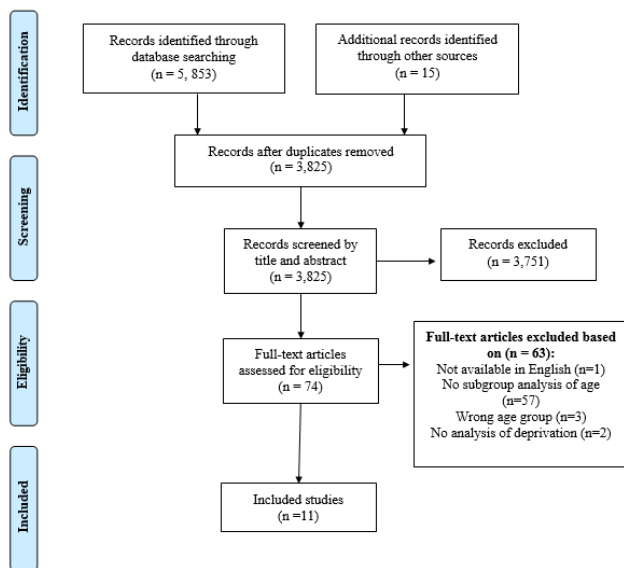 Identification
Records identified through
database searching
(n = 5, 853)
Additional records identified
through other sources
(n = 15)
Records after duplicates removed
(n = 3,825)
Screening
Records screened by
title and abstract
(n = 3,825)
Records excluded
(n = 3,751)
Eligibility
Full-text articles
assessed for eligibility
(n = 74)
Full-text articles excluded based
on (n = 63):
Not available in English (n=1)
No subgroup analysis of age
(n=57)
Wrong age group (n=3)
No analysis of deprivation (n=2)
Included
Included studies
(n =11)